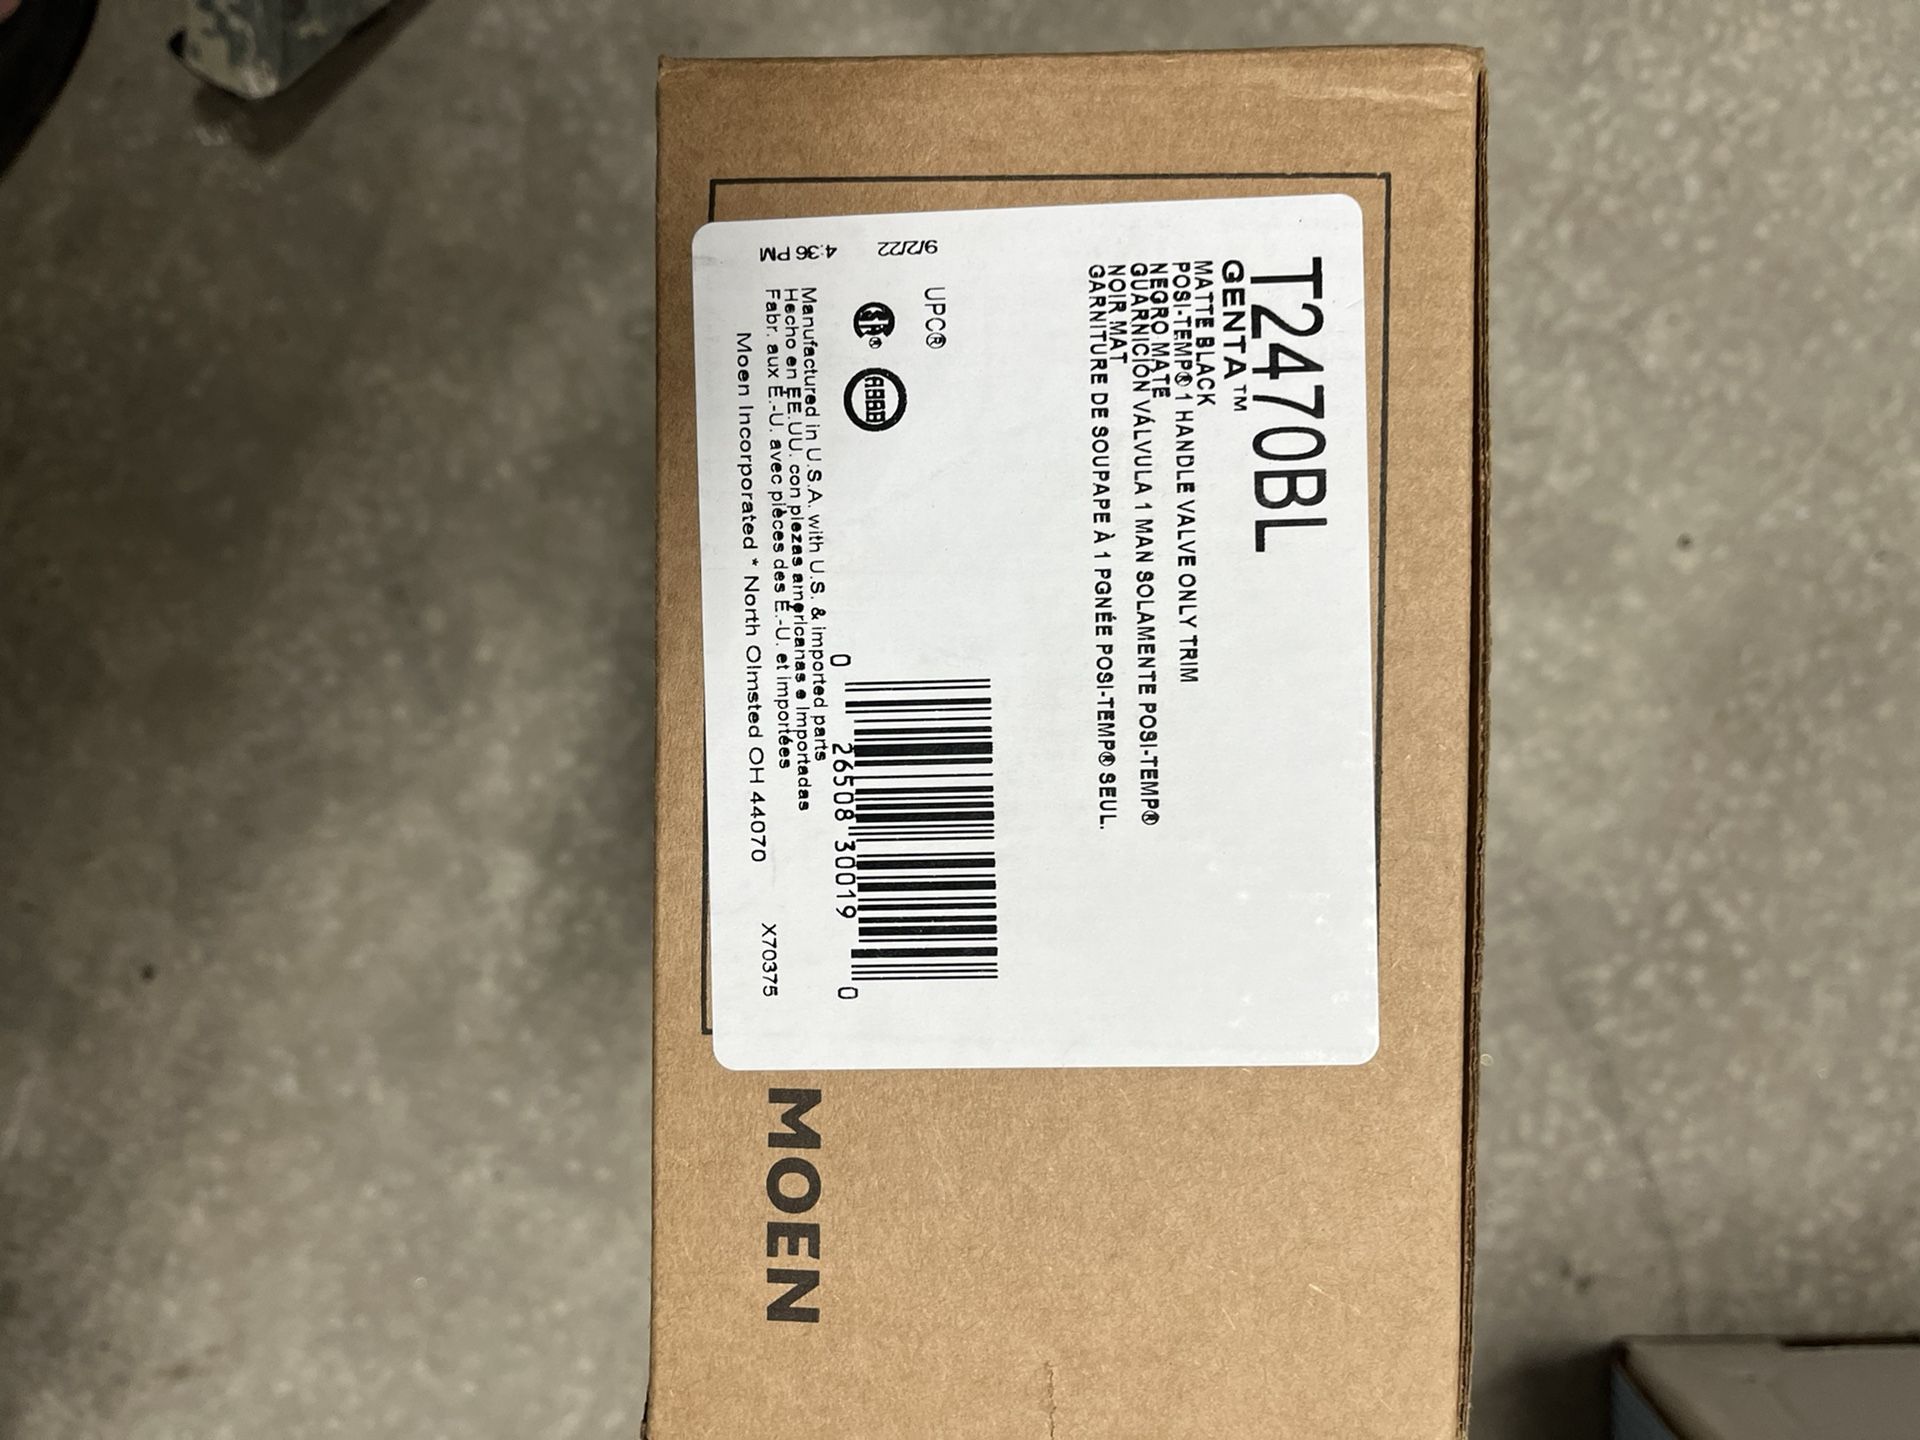 T2470BL
GENTA™
MATTE BLACK
POSI-TEMP® 1 HANDLE VALVE ONLY TRIM
NEGRO MATE
GUARNICIÓN VÁLVULA 1 MAN SOLAMENTE POSI-TEMP®
NOIR MAT
GARNITURE DE SOUPAPE À 1 PGNÉE POSI-TEMP® SEUL.
UPC®
9/2/22
4:36 PM
0 26508 30019 0
Manufactured in U.S.A. with U.S. & imported parts
Hecho en EE.UU. con piezas americanas e importadas
Fabr. aux É.-U. avec pièces des É.-U. et importées
Moen Incorporated * North Olmsted OH 44070
X70375
MOEN